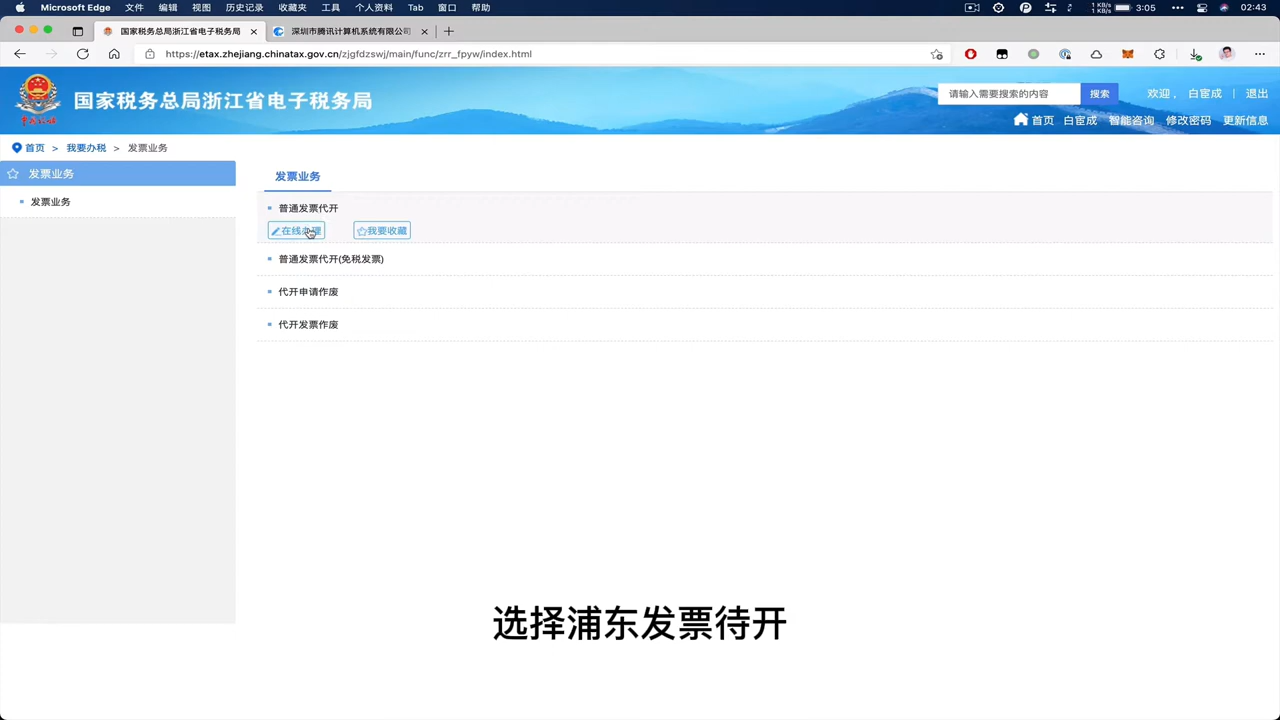 Microsoft Edge 文件 编辑 视图 历史记录 收藏夹 工具 个人资料 Tab 窗口 帮助 1 KB/s 1 KB/s 3:05 02:43
国家税务总局浙江省电子税务局 深圳市腾讯计算机系统有限公司
https://etax.zhejiang.chinatax.gov.cn/zjgfdzswj/main/func/zrr_fpyw/index.html
国家税务总局浙江省电子税务局
请输入需要搜索的内容 搜索 欢迎, 白宦成 | 退出
首页 白宦成 智能咨询 修改密码 更新信息
首页 > 我要办税 > 发票业务
发票业务
发票业务
发票业务
普通发票代开
在线办理 我要收藏
普通发票代开(免税发票)
代开申请作废
代开发票作废
选择浦东发票待开